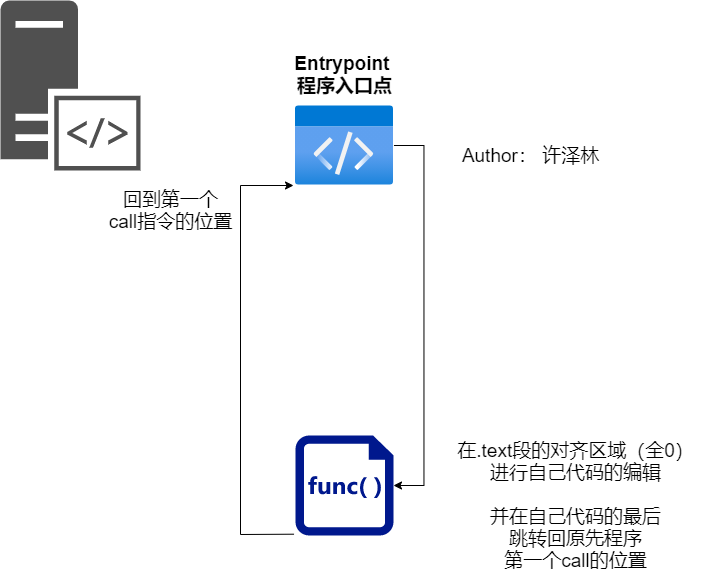 Entrypoint
程序入口点
</>
</>
Author： 许泽林
回到第一个
call指令的位置
func( )
在.text段的对齐区域（全0）
进行自己代码的编辑
并在自己代码的最后
跳转回原先程序
第一个call的位置